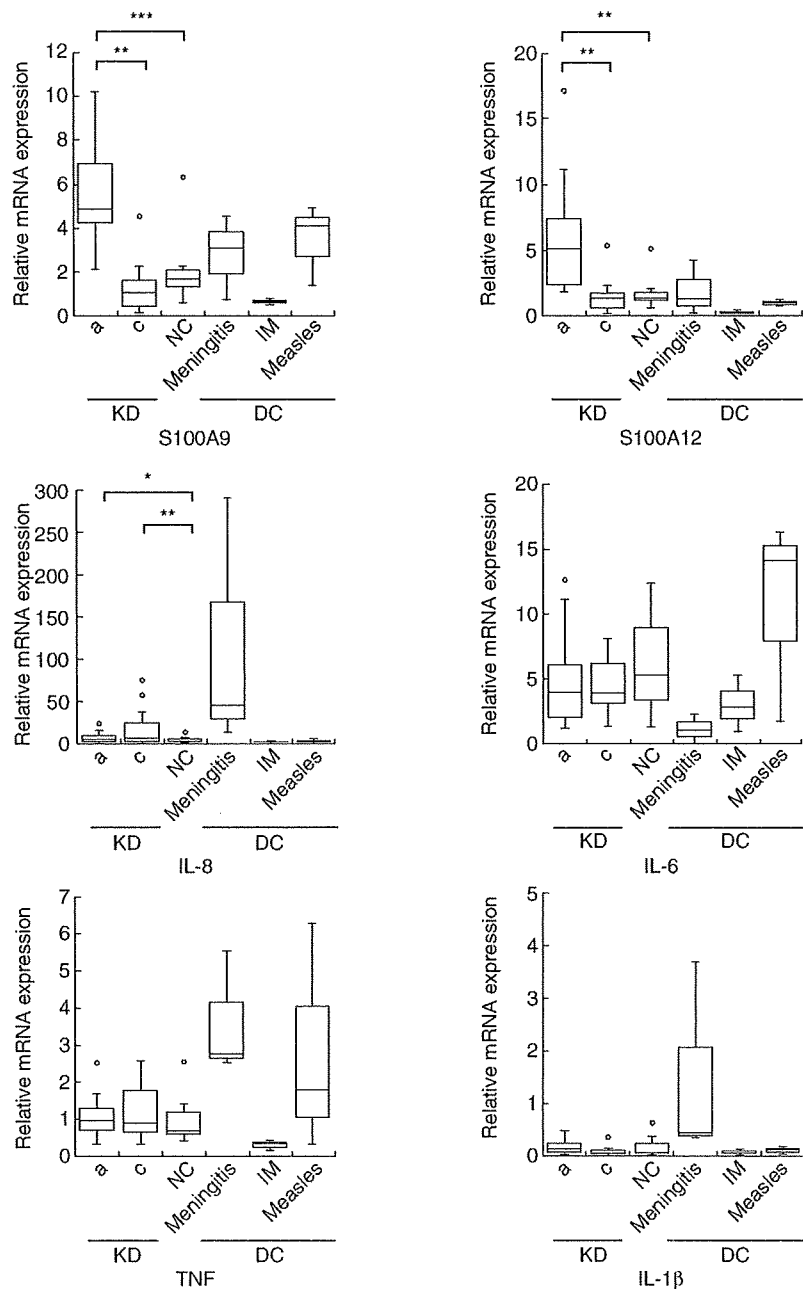 ***
**
Relative mRNA expression
12
10
8
6
4
2
0
a
c
NC
Meningitis
IM
Measles
KD
DC
S100A9
**
**
Relative mRNA expression
20
15
10
5
0
a
c
NC
Meningitis
IM
Measles
KD
DC
S100A12
*
**
Relative mRNA expression
300
250
200
150
100
50
0
a
c
NC
Meningitis
IM
Measles
KD
DC
IL-8
Relative mRNA expression
20
15
10
5
0
a
c
NC
Meningitis
IM
Measles
KD
DC
IL-6
Relative mRNA expression
7
6
5
4
3
2
1
0
a
c
NC
Meningitis
IM
Measles
KD
DC
TNF
Relative mRNA expression
5
4
3
2
1
0
a
c
NC
Meningitis
IM
Measles
KD
DC
IL-1β